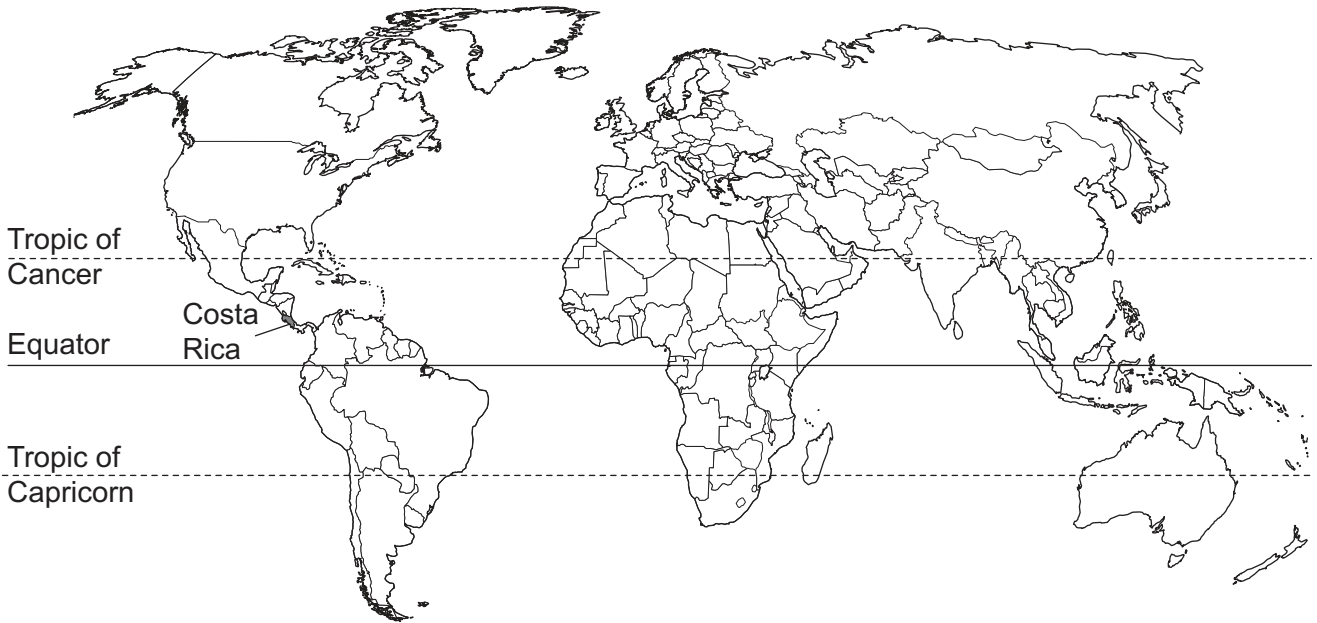 Tropic of
Cancer
Costa
Rica
Equator
Tropic of
Capricorn